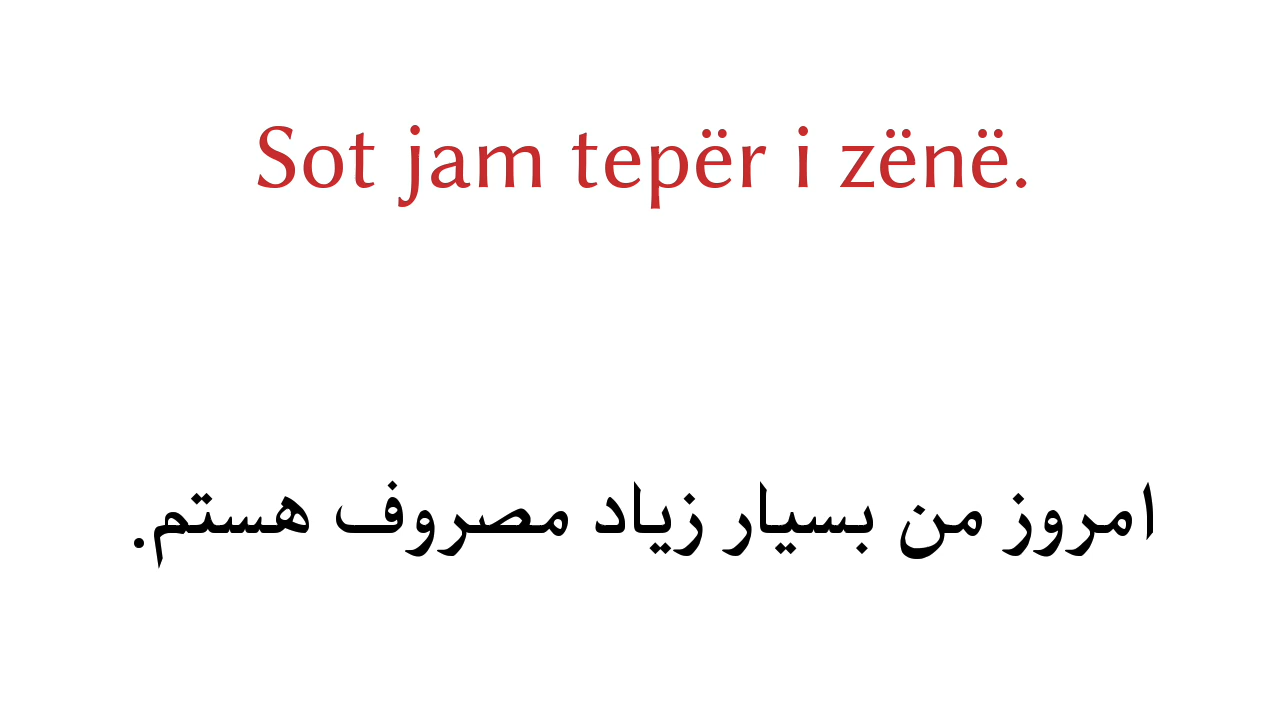 Sot jam tepër i zënë.
امروز من بسیار زیاد مصروف هستم.